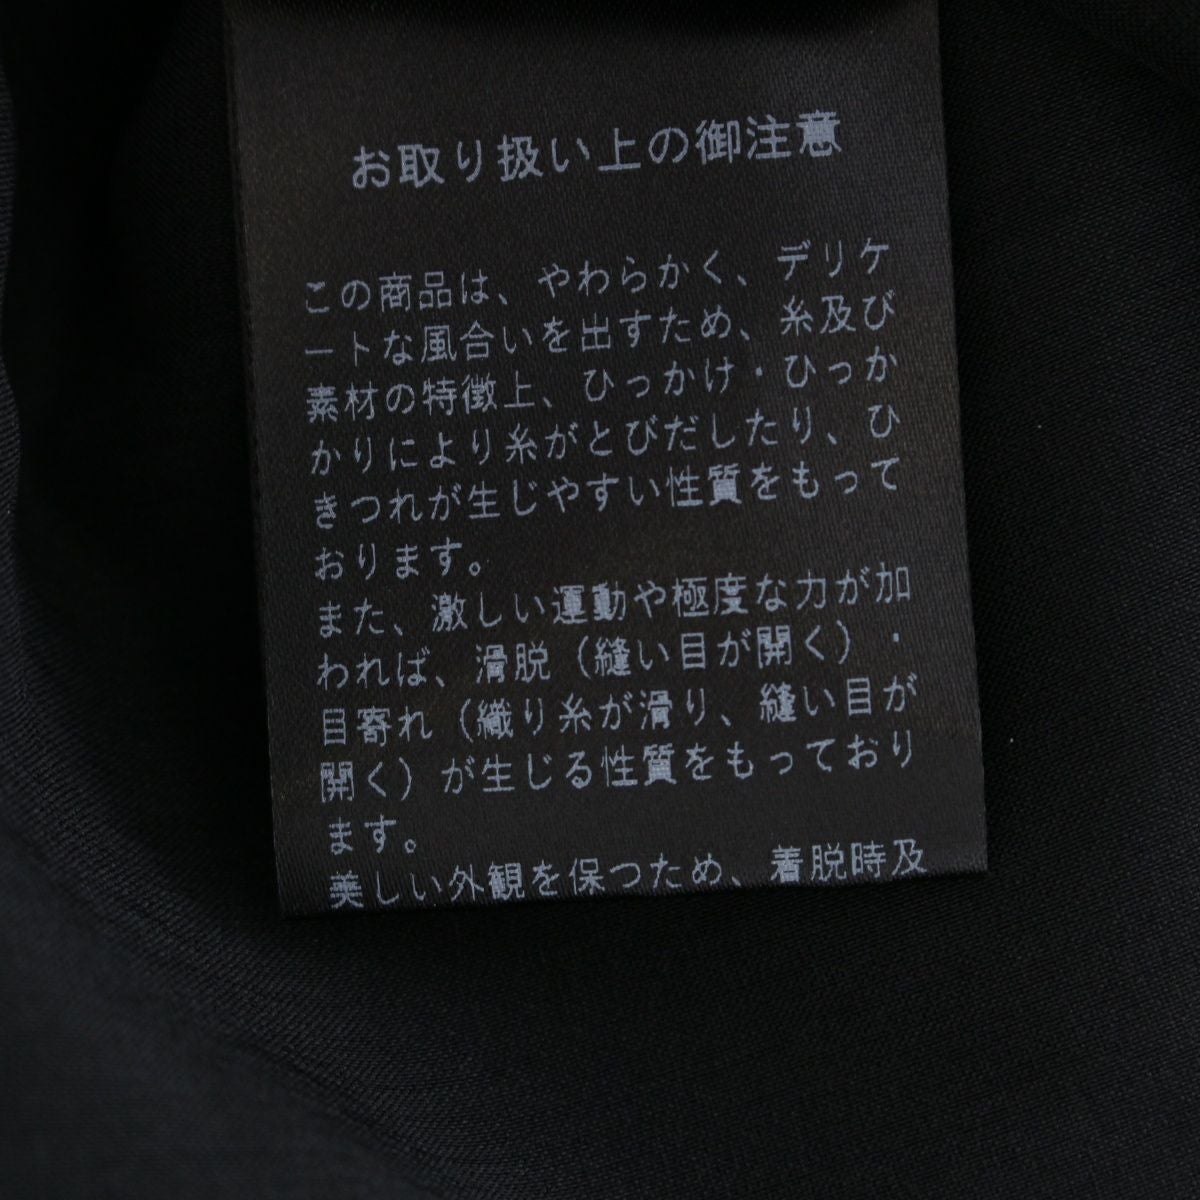 お取り扱い上の御注意
この商品は、やわらかく、デリケ
ートな風合いを出すため、糸及び
素材の特徴上、ひっかけ・ひっか
かりにより糸がとびだしたり、ひ
きつれが生じやすい性質をもって
おります。
また、激しい運動や極度な力が加
われば、滑脱（縫い目が開く）・
目寄れ（織り糸が滑り、縫い目が
開く）が生じる性質をもっており
ます。
美しい外観を保つため、着脱時及